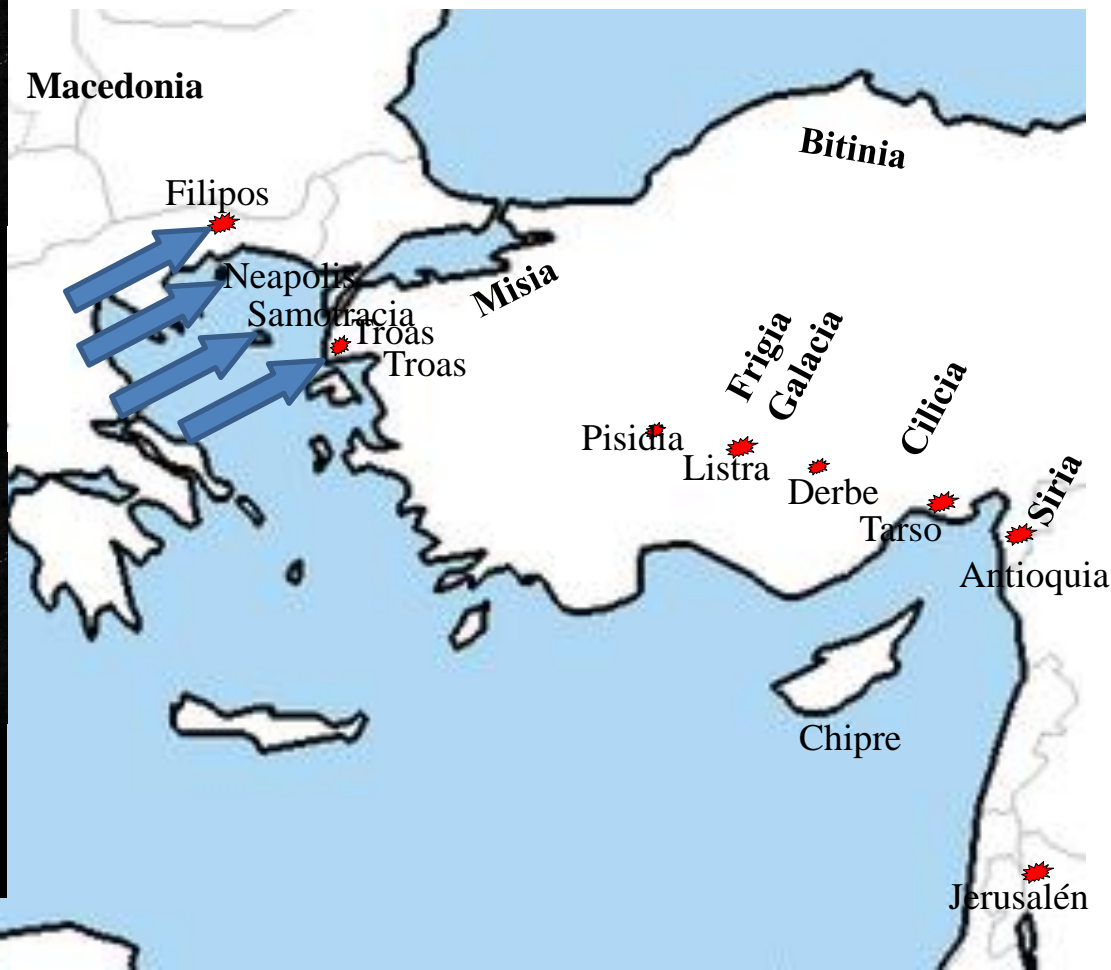 Macedonia
Bitinia
Filipos
Neapolis
Misia
Samotracia
Troas
Troas
Frigia
Galacia
Cilicia
Pisidia
Listra
Derbe
Siria
Tarso
Antioquia
Chipre
Jerusalén